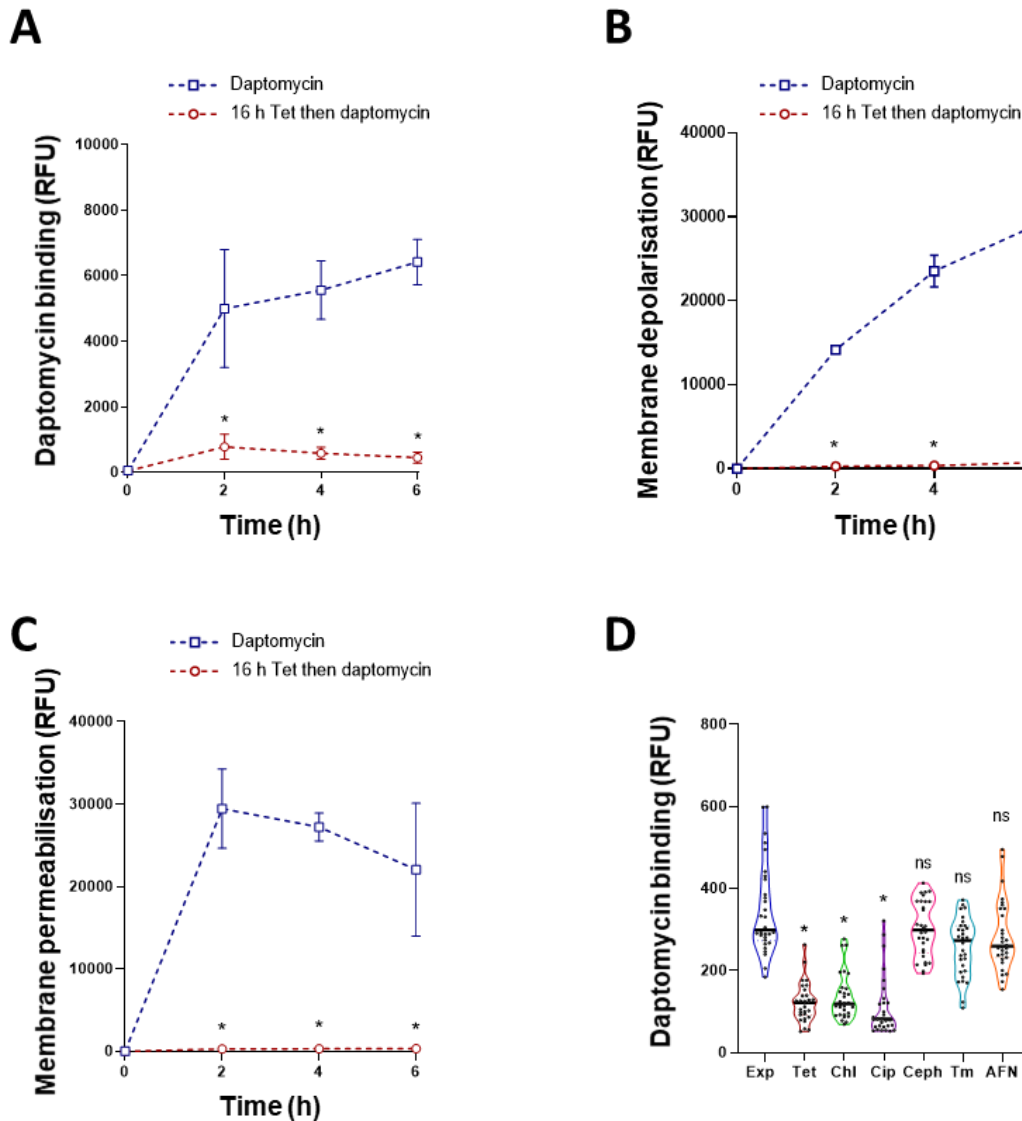 A
Daptomycin
16 h Tet then daptomycin
Daptomycin binding (RFU)
10000
8000
6000
4000
2000
0
*
*
*
0
2
4
6
Time (h)
B
Daptomycin
16 h Tet then daptomycin
Membrane depolarisation (RFU)
40000
30000
20000
10000
0
*
*
0
2
4
Time (h)
C
Daptomycin
16 h Tet then daptomycin
Membrane permeabilisation (RFU)
40000
30000
20000
10000
0
*
*
*
0
2
4
6
Time (h)
D
Daptomycin binding (RFU)
800
600
400
200
0
*
*
*
ns
ns
ns
Exp Tet Chl Cip Ceph Tm AFN